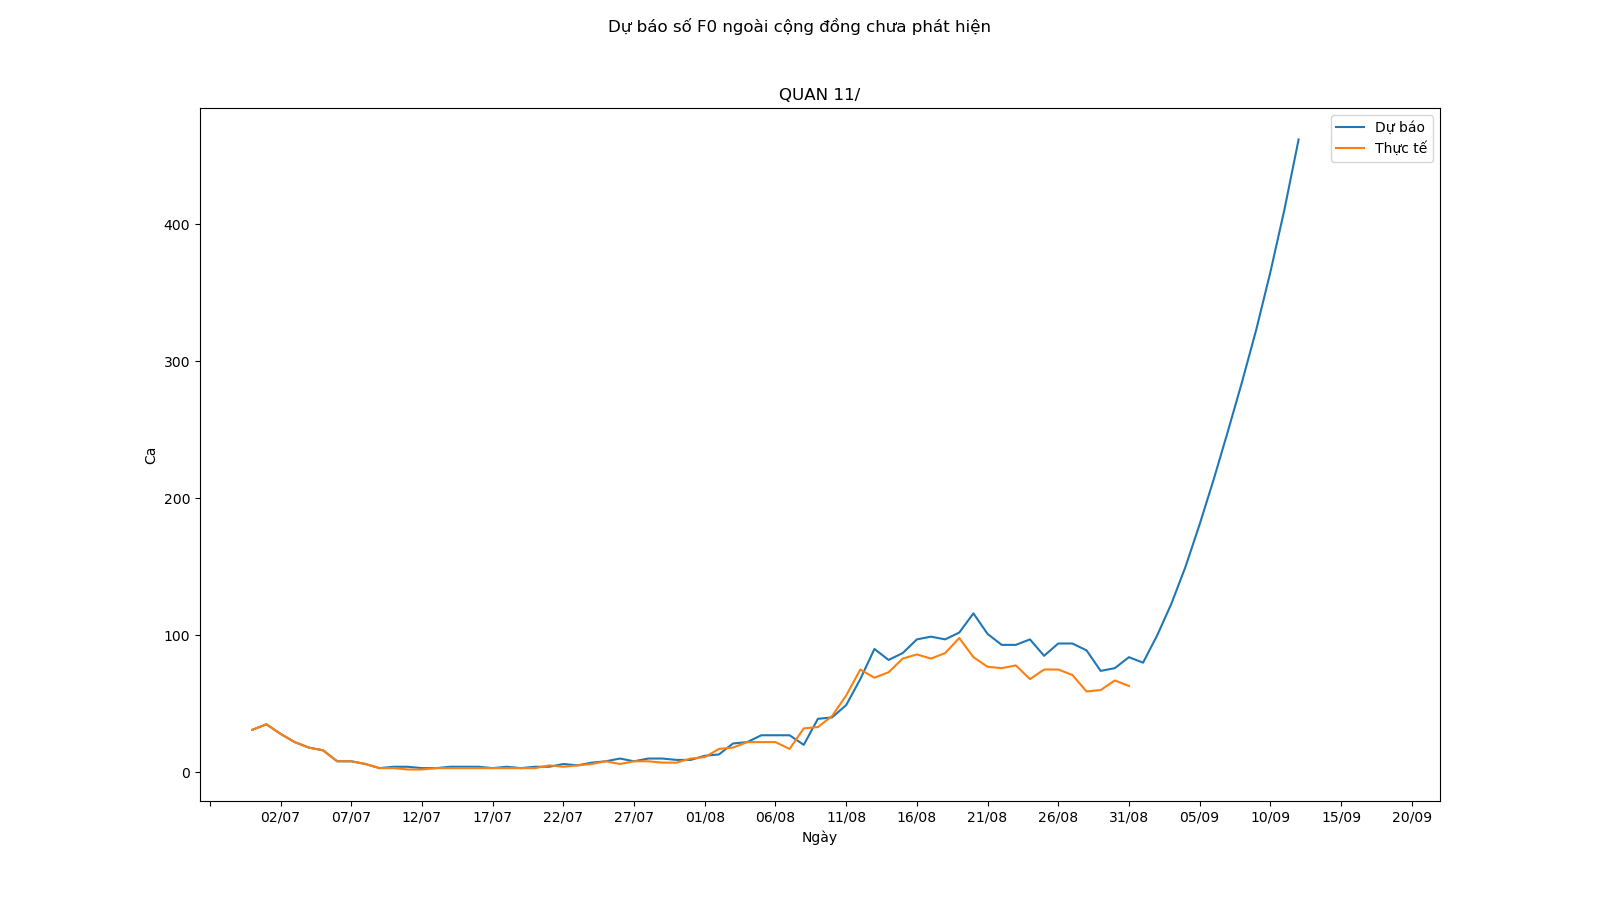 Dự báo số F0 ngoài cộng đồng chưa phát hiện
QUAN 11/
Dự báo
Thực tế
400
300
200
100
0
Ca
02/07 07/07 12/07 17/07 22/07 27/07 01/08 06/08 11/08 16/08 21/08 26/08 31/08 05/09 10/09 15/09 20/09
Ngày